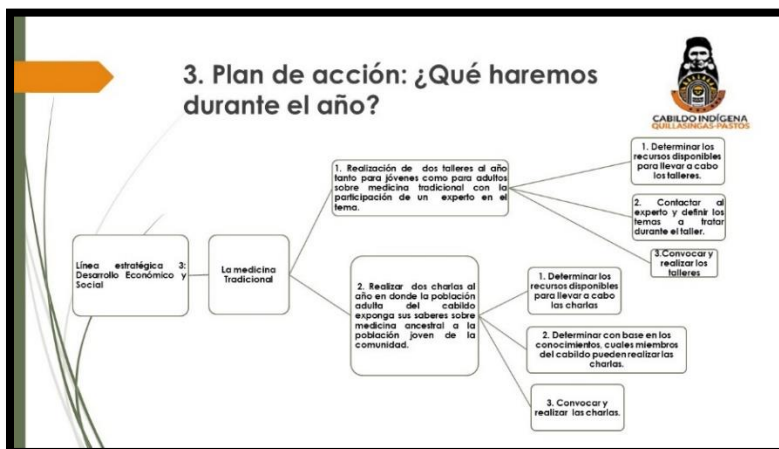 3. Plan de acción: ¿Qué haremos
durante el año?
CABILDO INDÍGENA
QUILLASINGAS-PASTOS
Línea estratégica 3:
Desarrollo Económico y
Social
La medicina
Tradicional
1. Realización de dos talleres al año
tanto para jóvenes como para adultos
sobre medicina tradicional con la
participación de un experto en el
tema.
1. Determinar los
recursos disponibles
para llevar a cabo
los talleres.
2. Contactar al
experto y definir los
temas a tratar
durante el taller.
3.Convocar y
realizar los
talleres
2. Realizar dos charlas al
año en donde la población
adulta del cabildo
exponga sus saberes sobre
medicina ancestral a la
población joven de la
comunidad.
1. Determinar los
recursos disponibles
para llevar a cabo
las charlas
2. Determinar con base en los
conocimientos, cuales miembros
del cabildo pueden realizar las
charlas.
3. Convocar y
realizar las charlas.